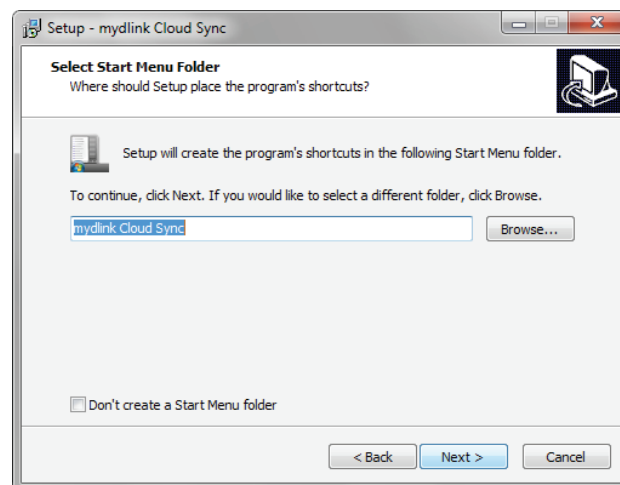 Setup - mydlink Cloud Sync
Select Start Menu Folder
Where should Setup place the program's shortcuts?
Setup will create the program's shortcuts in the following Start Menu folder.
To continue, click Next. If you would like to select a different folder, click Browse.
mydlink Cloud Sync
Browse...
Don't create a Start Menu folder
< Back
Next >
Cancel